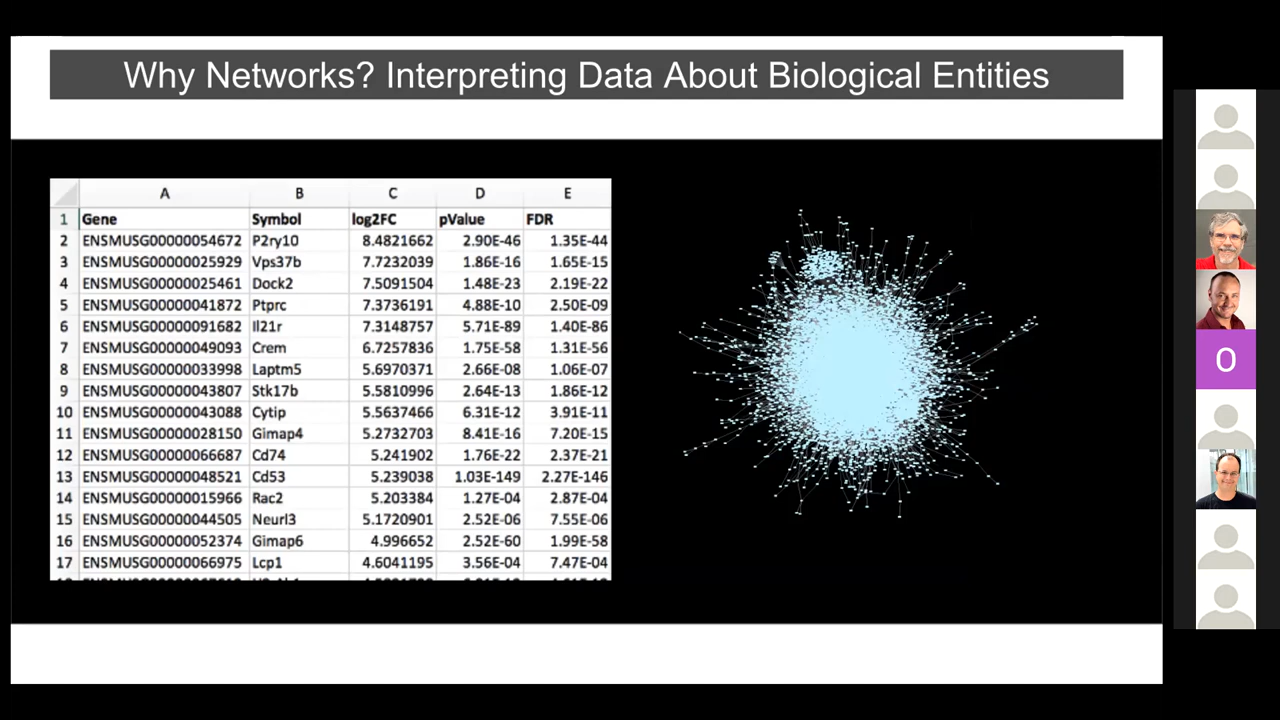 Why Networks? Interpreting Data About Biological Entities
A B C D E
1 Gene Symbol log2FC pValue FDR
2 ENSMUSG00000054672 P2ry10 8.4821662 2.90E-46 1.35E-44
3 ENSMUSG00000025929 Vps37b 7.7232039 1.86E-16 1.65E-15
4 ENSMUSG00000025461 Dock2 7.5091504 1.48E-23 2.19E-22
5 ENSMUSG00000041872 Ptprc 7.3736191 4.88E-10 2.50E-09
6 ENSMUSG00000091682 Il21r 7.3148757 5.71E-89 1.40E-86
7 ENSMUSG00000049093 Crem 6.7257836 1.75E-58 1.31E-56
8 ENSMUSG00000033998 Laptm5 5.6970371 2.66E-08 1.06E-07
9 ENSMUSG00000043807 Stk17b 5.5810996 2.64E-13 1.86E-12
10 ENSMUSG00000043088 Cytip 5.5637466 6.31E-12 3.91E-11
11 ENSMUSG00000028150 Gimap4 5.2732703 8.41E-16 7.20E-15
12 ENSMUSG00000066687 Cd74 5.241902 1.76E-22 2.37E-21
13 ENSMUSG00000048521 Cd53 5.239038 1.03E-149 2.27E-146
14 ENSMUSG00000015966 Rac2 5.203384 1.27E-04 2.87E-04
15 ENSMUSG00000044505 Neurl3 5.1720901 2.52E-06 7.55E-06
16 ENSMUSG00000052374 Gimap6 4.996652 2.52E-60 1.99E-58
17 ENSMUSG00000066975 Lcp1 4.6041195 3.56E-04 7.47E-04
O